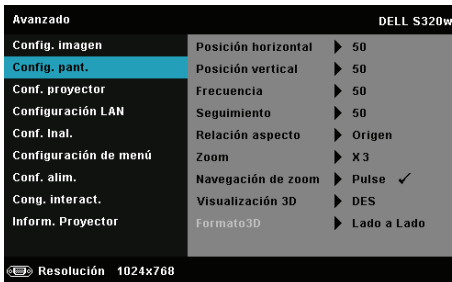 Avanzado DELL S320w
Config. imagen
Config. pant.
Conf. proyector
Configuración LAN
Conf. Inal.
Configuración de menú
Conf. alim.
Cong. interact.
Inform. Proyector
Posición horizontal 50
Posición vertical 50
Frecuencia 50
Seguimiento 50
Relación aspecto Origen
Zoom X3
Navegación de zoom Pulse ✓
Visualización 3D DES
Formato3D Lado a Lado
Resolución 1024x768